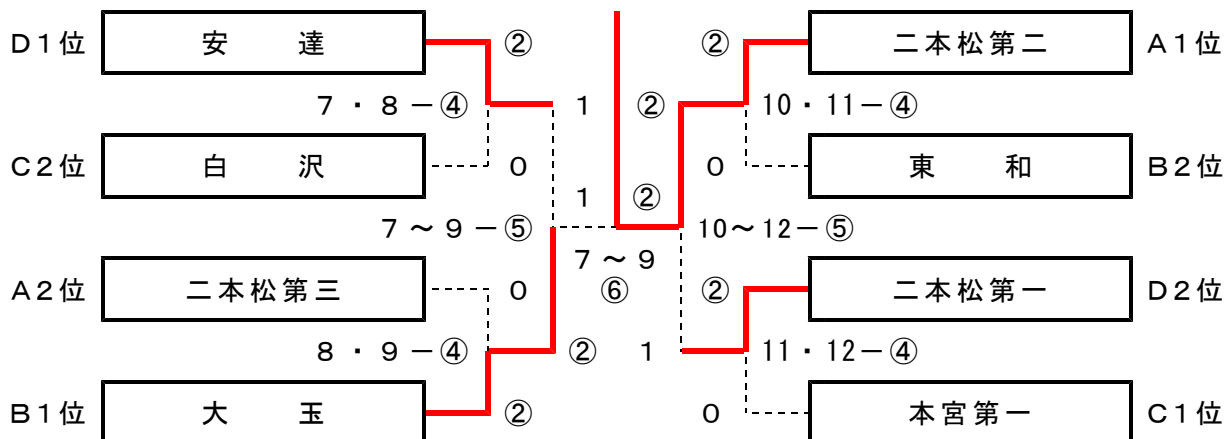 D1位 安 達 ② ② 二本松第二 A1位
7・8-④ 1 ② 10・11-④
C2位 白 沢 0 0 東 和 B2位
1 ②
7～9-⑤ 10～12-⑤
7～9
A2位 二本松第三 0 ⑥ ② 二本松第一 D2位
8・9-④ ② 1 11・12-④
B1位 大 玉 ② 0 本宮第一 C1位